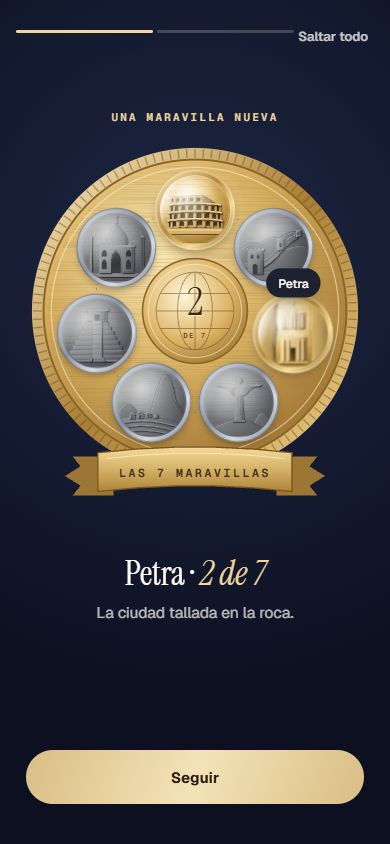 Saltar todo
UNA MARAVILLA NUEVA
Petra
2
DE 7
LAS 7 MARAVILLAS
Petra · 2 de 7
La ciudad tallada en la roca.
Seguir